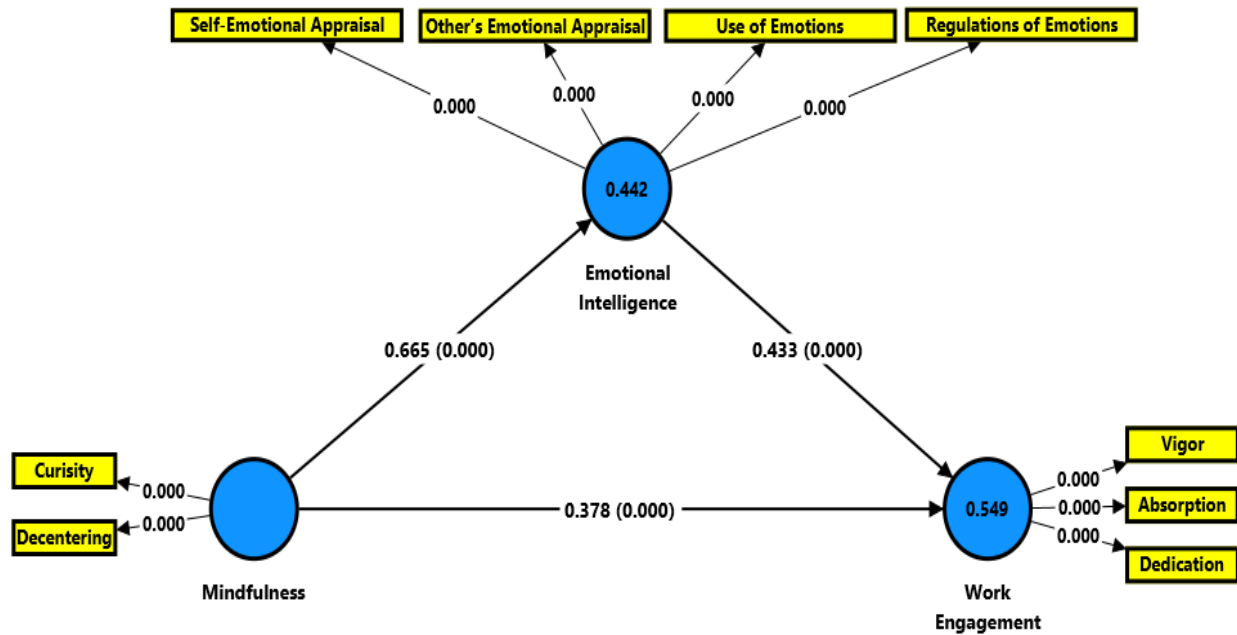 Self-Emotional Appraisal
Other's Emotional Appraisal
Use of Emotions
Regulations of Emotions
0.000
0.000
0.000
0.000
0.442
Emotional
Intelligence
0.665 (0.000)
0.433 (0.000)
Curisity
Decentering
0.000
0.000
Mindfulness
0.378 (0.000)
0.549
Work
Engagement
0.000
0.000
0.000
Vigor
Absorption
Dedication